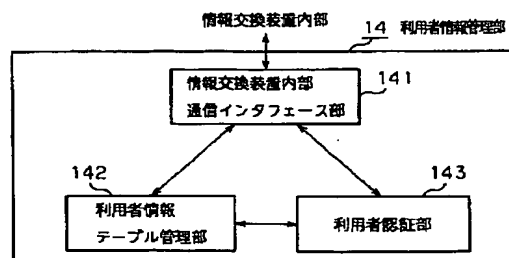 情報交換装置内部
14 利用者情報管理部
情報交換装置内部
通信インタフェース部
141
142
利用者情報
テーブル管理部
143
利用者認証部